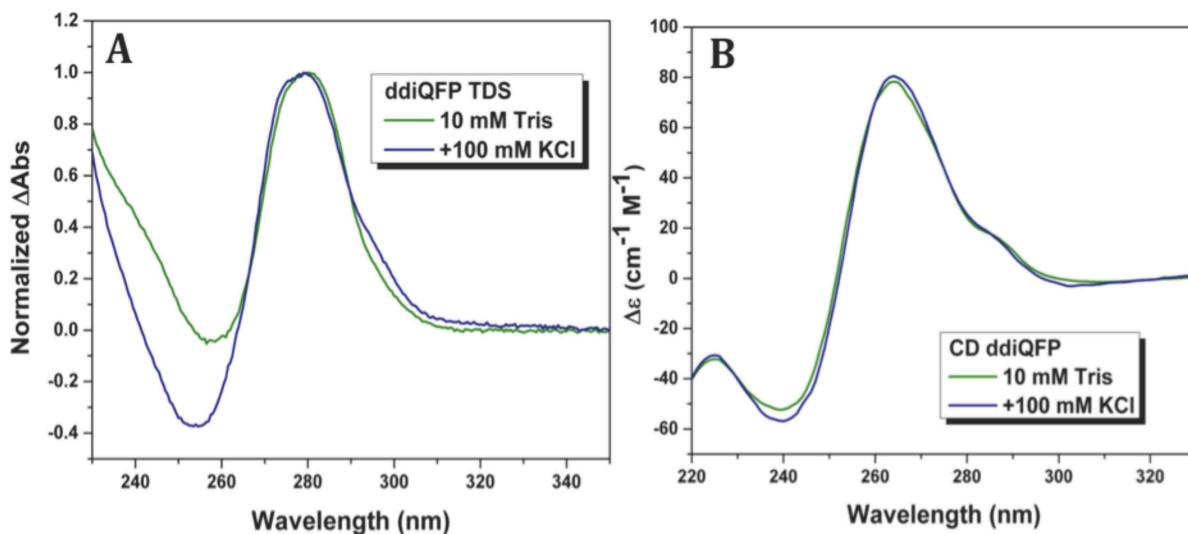 A
1.2
1.0
0.8
0.6
0.4
0.2
0.0
-0.2
-0.4
Normalized ΔAbs
ddiQFP TDS
10 mM Tris
+100 mM KCl
240 260 280 300 320 340
Wavelength (nm)
B
100
80
60
40
20
0
-20
-40
-60
Δε (cm⁻¹ M⁻¹)
CD ddiQFP
10 mM Tris
+100 mM KCl
220 240 260 280 300 320
Wavelength (nm)